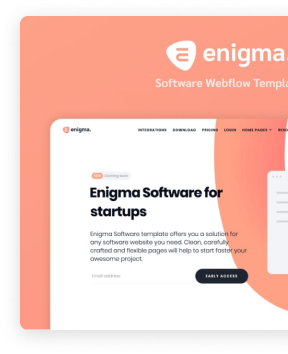 enigma.
Software Webflow Templa
enigma.
INTEGRATIONS DOWNLOAD PRICING LOGIN HOME PAGES
Coming soon
Enigma Software for
startups
Enigma Software template offers you a solution for
any software website you need. Clean, carefully
crafted and flexible pages will help to start faster your
awesome project.
Email address
EARLY ACCESS